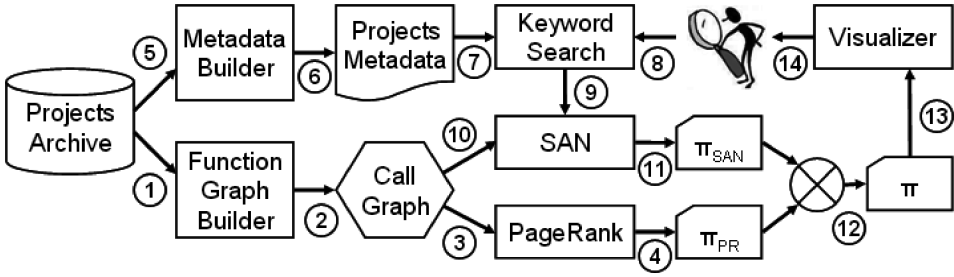 Projects
Archive
5
1
Metadata
Builder
6
Projects
Metadata
7
Keyword
Search
8
14
Visualizer
9
13
Function
Graph
Builder
2
Call
Graph
10
3
SAN
11
πSAN
PageRank
4
πPR
12
π